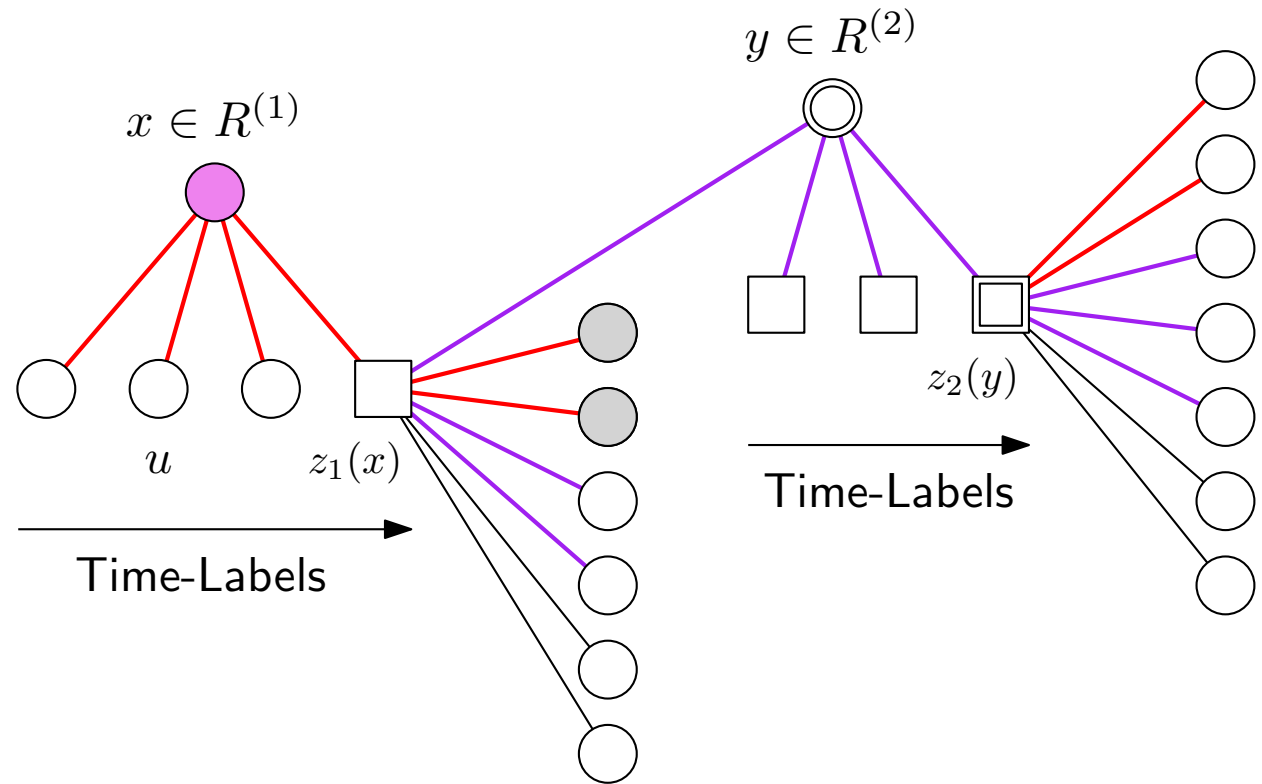 y ∈ R^{(2)}
x ∈ R^{(1)}
z_2(y)
u
z_1(x)
Time-Labels
Time-Labels